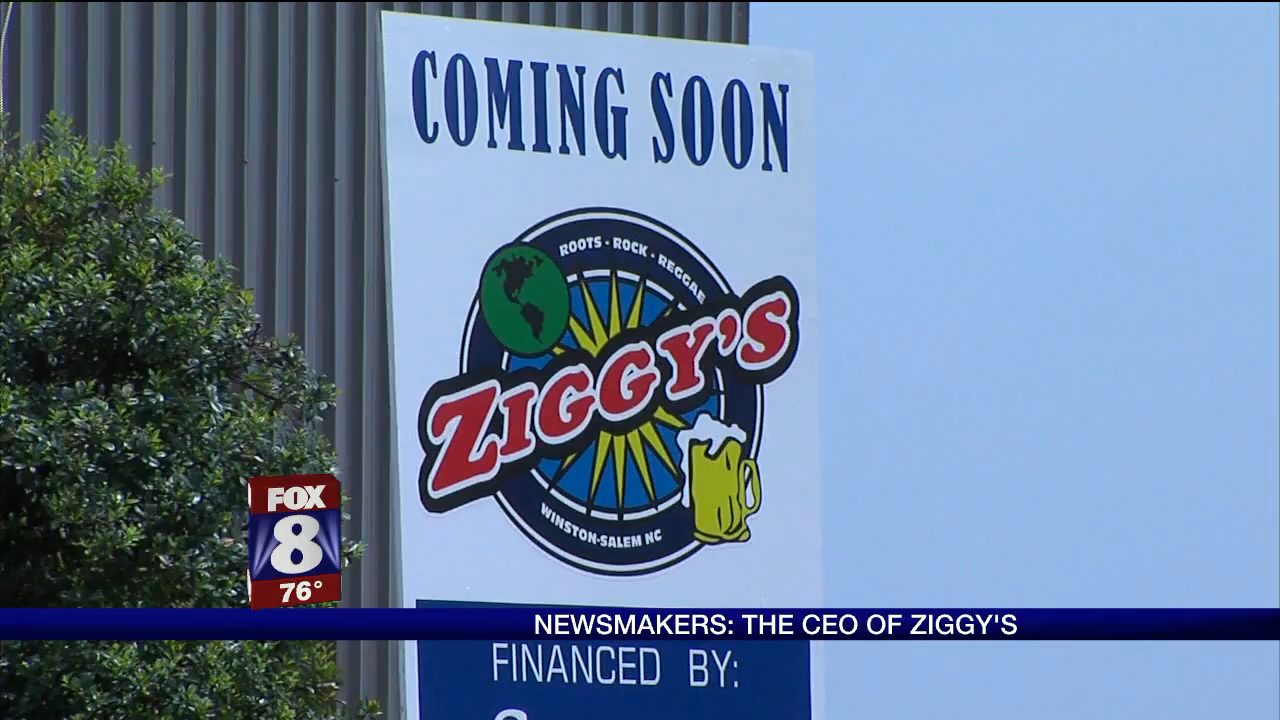 COMING SOON
ROOTS · ROCK · REGGAE
ZIGGY'S
WINSTON-SALEM NC
FOX
8
76°
NEWSMAKERS: THE CEO OF ZIGGY'S
FINANCED BY: